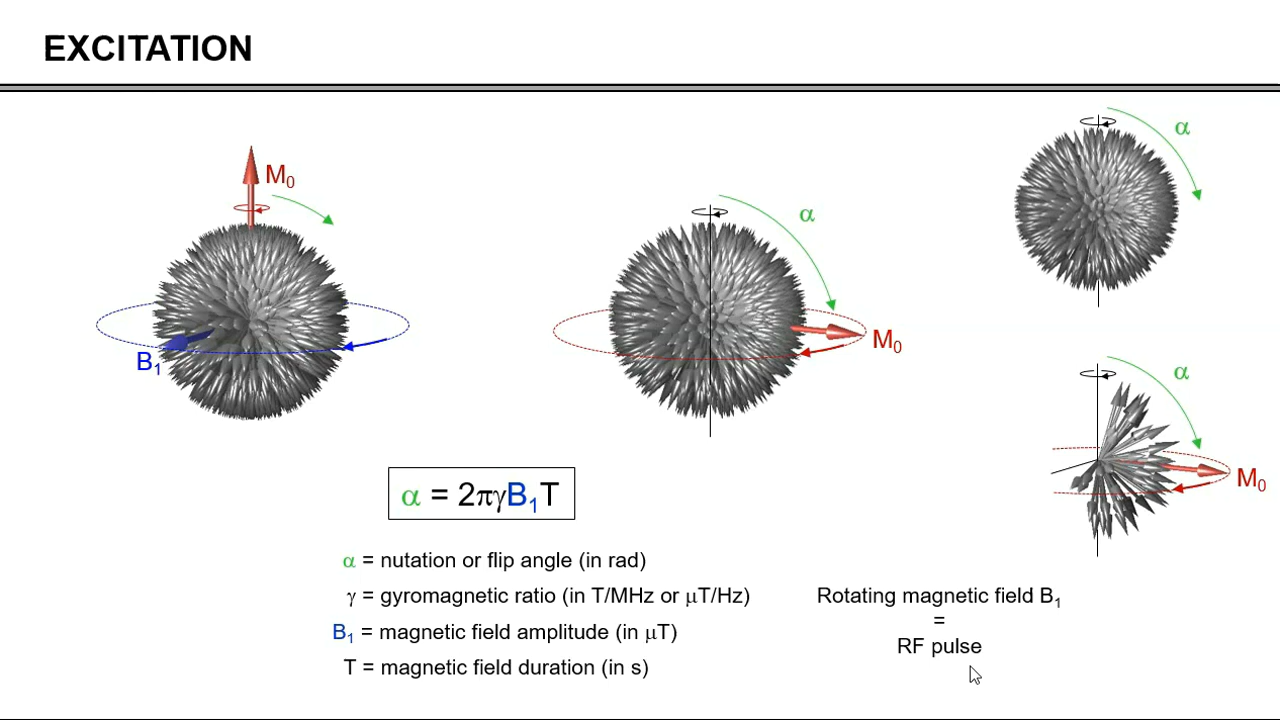 EXCITATION
M0
B1
α
M0
α
α
M0
α = 2πγB1T
α = nutation or flip angle (in rad)
γ = gyromagnetic ratio (in T/MHz or μT/Hz)
B1 = magnetic field amplitude (in μT)
T = magnetic field duration (in s)
Rotating magnetic field B1
=
RF pulse